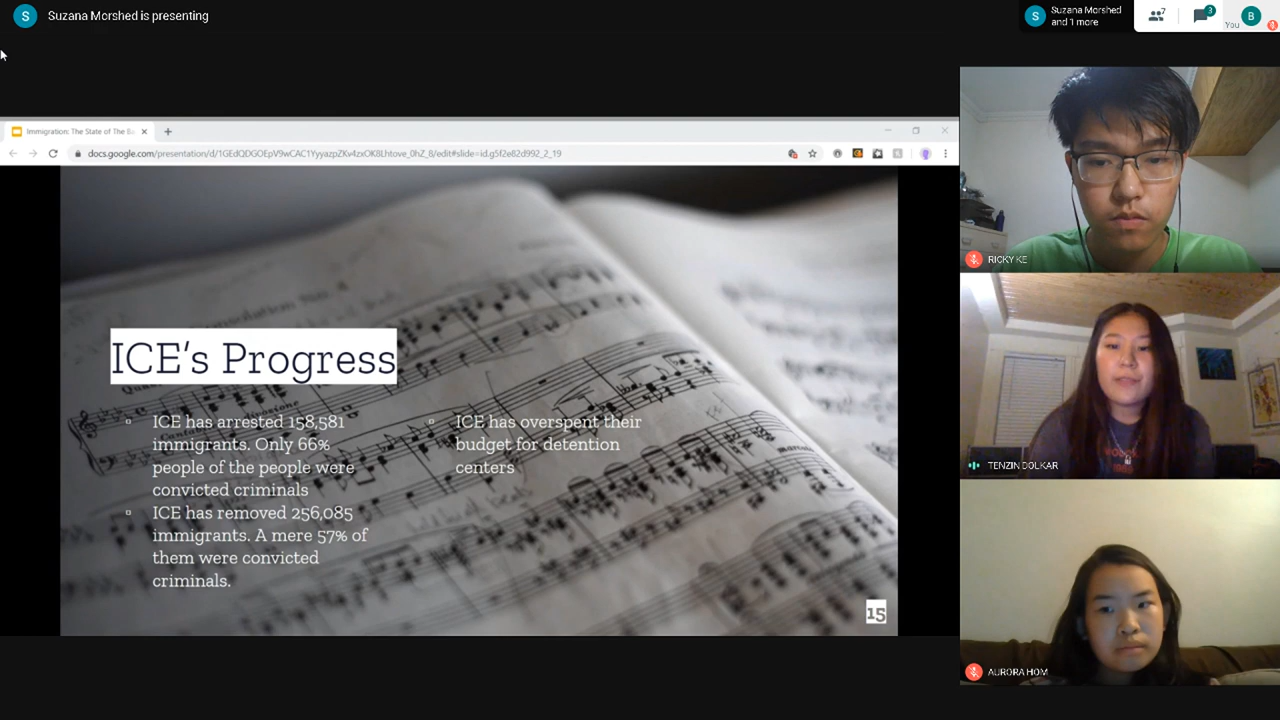 S Suzana Morshed is presenting
S Suzana Morshed
and 1 more
7
3
You
B
Immigration: The State of The Ba
docs.google.com/presentation/d/1GEdQDGOEpV9wCAC1YyyazpZKv4zxOK8Lhtove_0hZ_8/edit#slide=id.g5f2e82d992_2_19
ICE's Progress
ICE has arrested 158,581
immigrants. Only 66%
people of the people were
convicted criminals
ICE has removed 256,085
immigrants. A mere 57% of
them were convicted
criminals.
ICE has overspent their
budget for detention
centers
15
RICKY KE
TENZIN DOLKAR
AURORA HOM